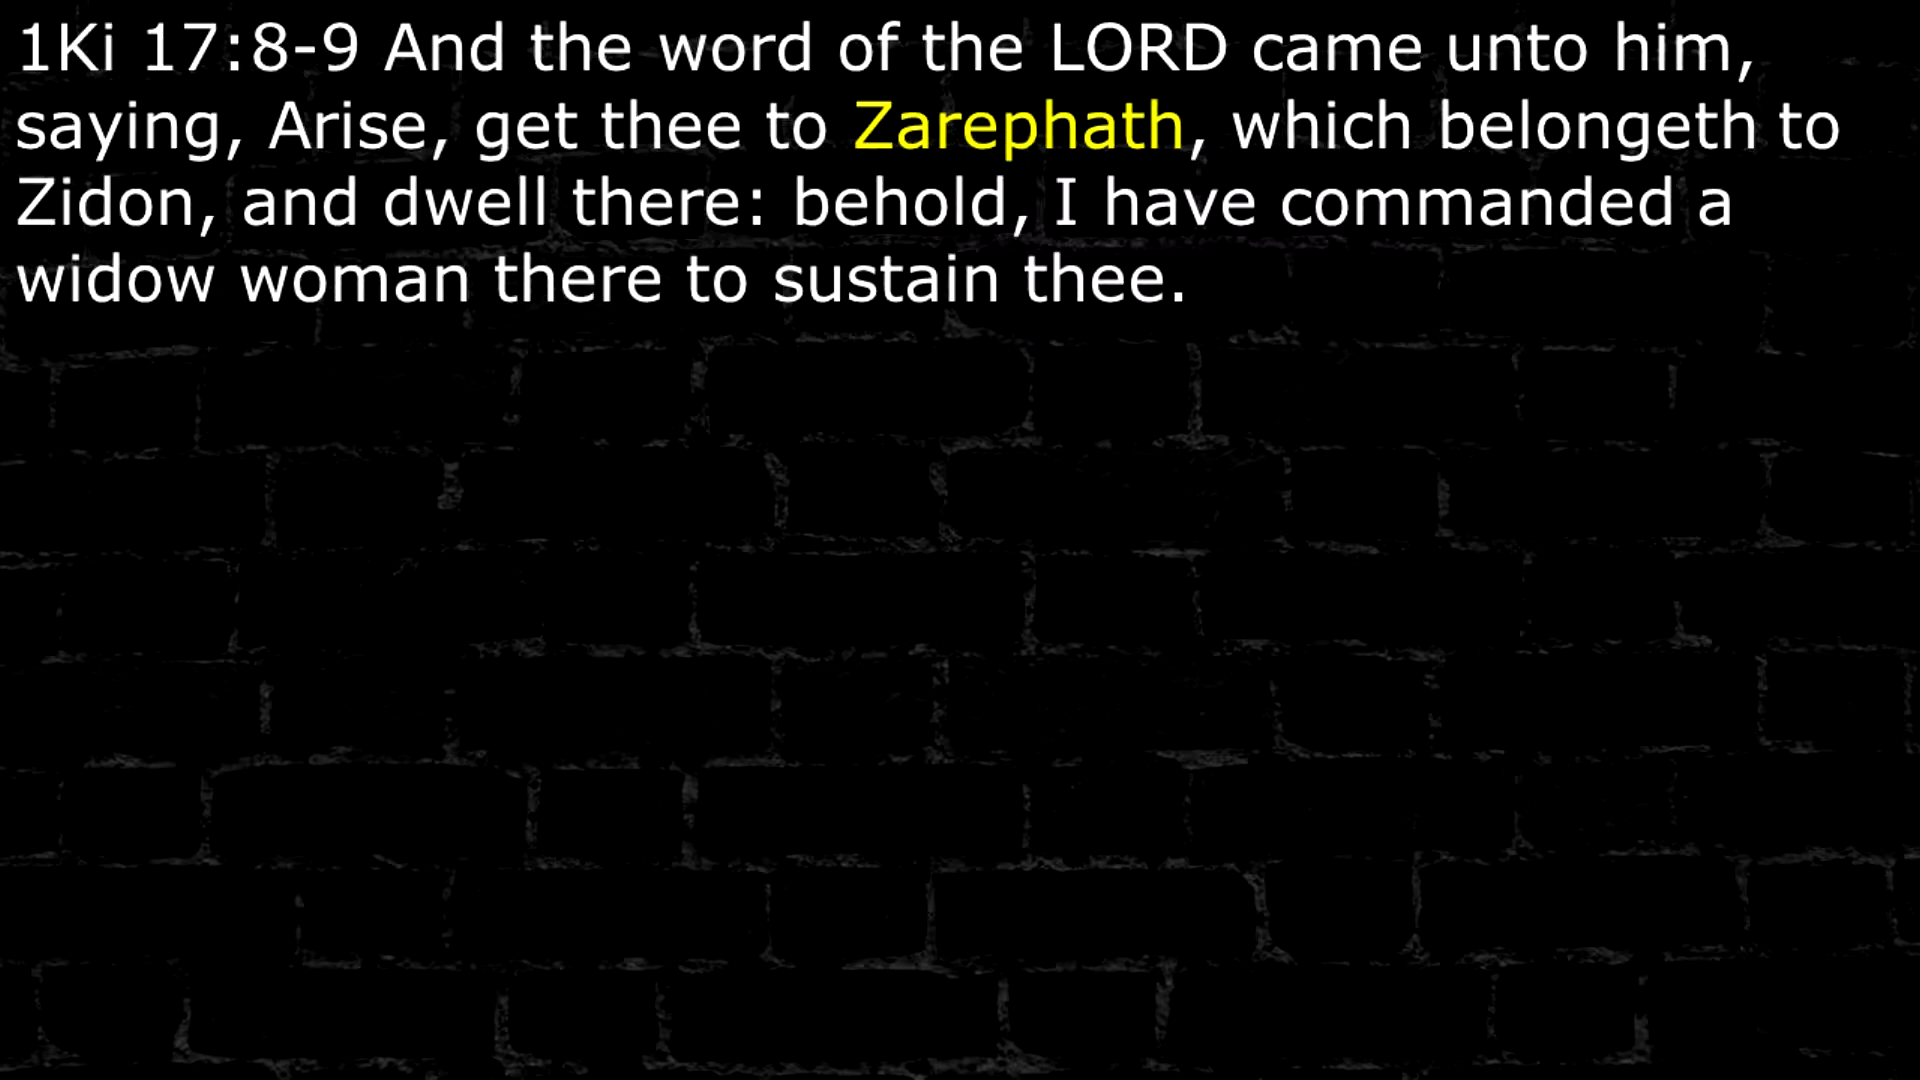 1Ki 17:8-9 And the word of the LORD came unto him,
saying, Arise, get thee to Zarephath, which belongeth to
Zidon, and dwell there: behold, I have commanded a
widow woman there to sustain thee.